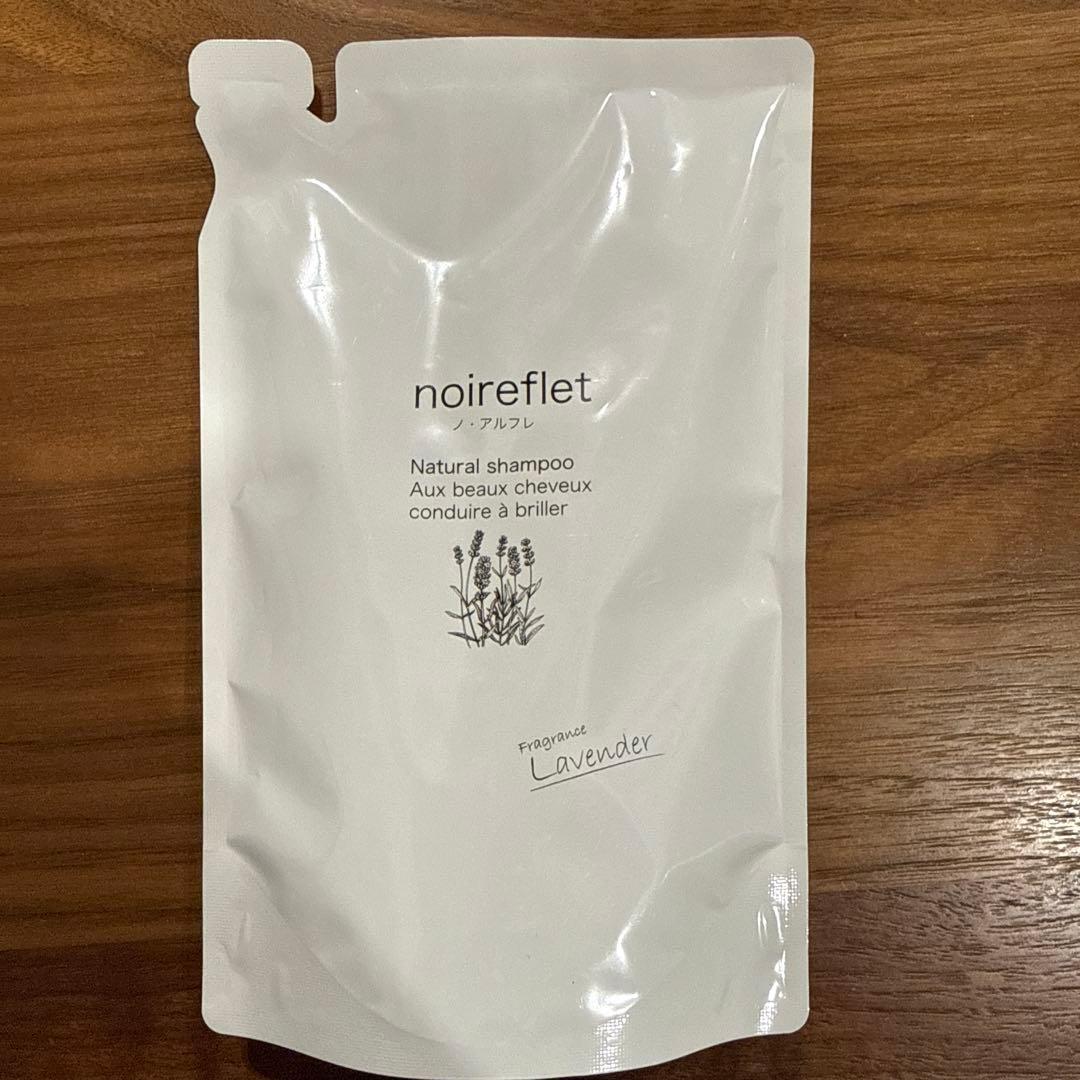 noireflet
ノ・アルフレ
Natural shampoo
Aux beaux cheveux
conduire à briller
Fragrance
Lavender